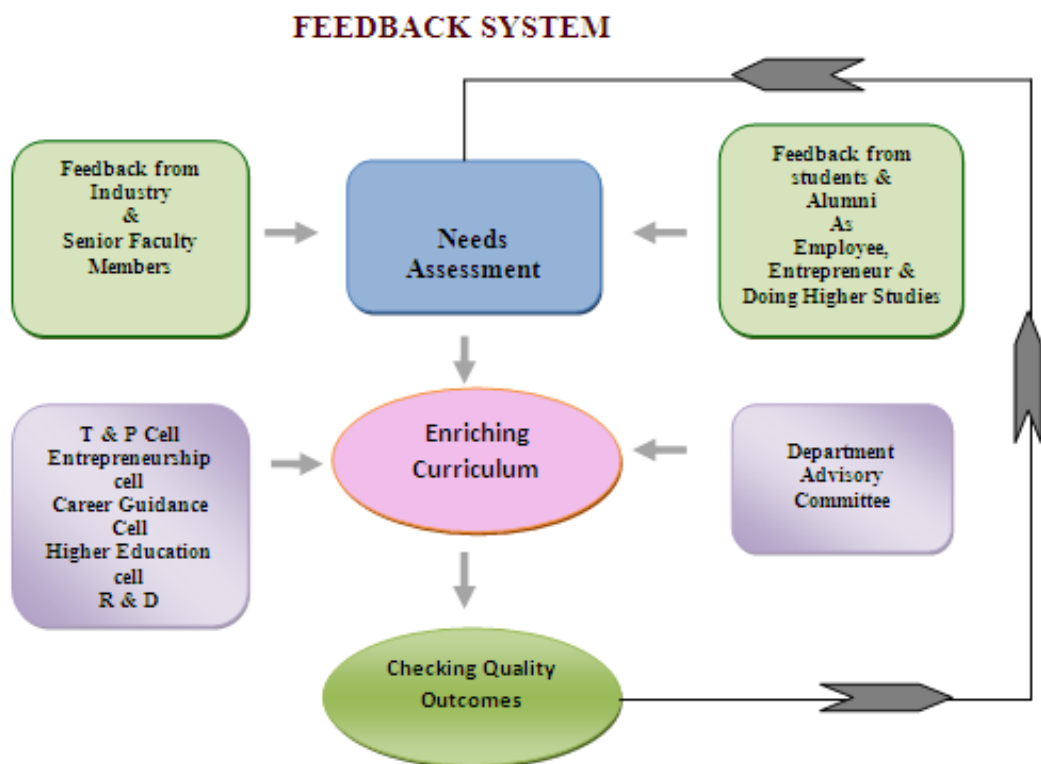 FEEDBACK SYSTEM
Feedback from
Industry
&
Senior Faculty
Members
Needs
Assessment
Feedback from
students &
Alumni
As
Employee,
Entrepreneur &
Doing Higher Studies
T & P Cell
Entrepreneurship
cell
Career Guidance
Cell
Higher Education
cell
R & D
Enriching
Curriculum
Department
Advisory
Committee
Checking Quality
Outcomes